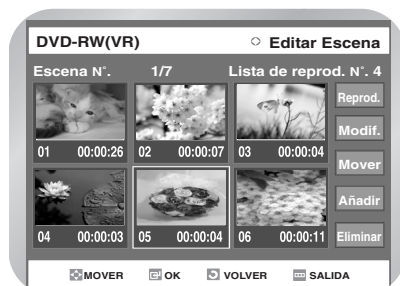 DVD-RW(VR) Editar Escena
Escena N°. 1/7 Lista de reprod. N°. 4
Reprod.
Modif.
01 00:00:26 02 00:00:07 03 00:00:04
Mover
Añadir
04 00:00:03 05 00:00:04 06 00:00:11 Eliminar
MOVER OK VOLVER SALIDA